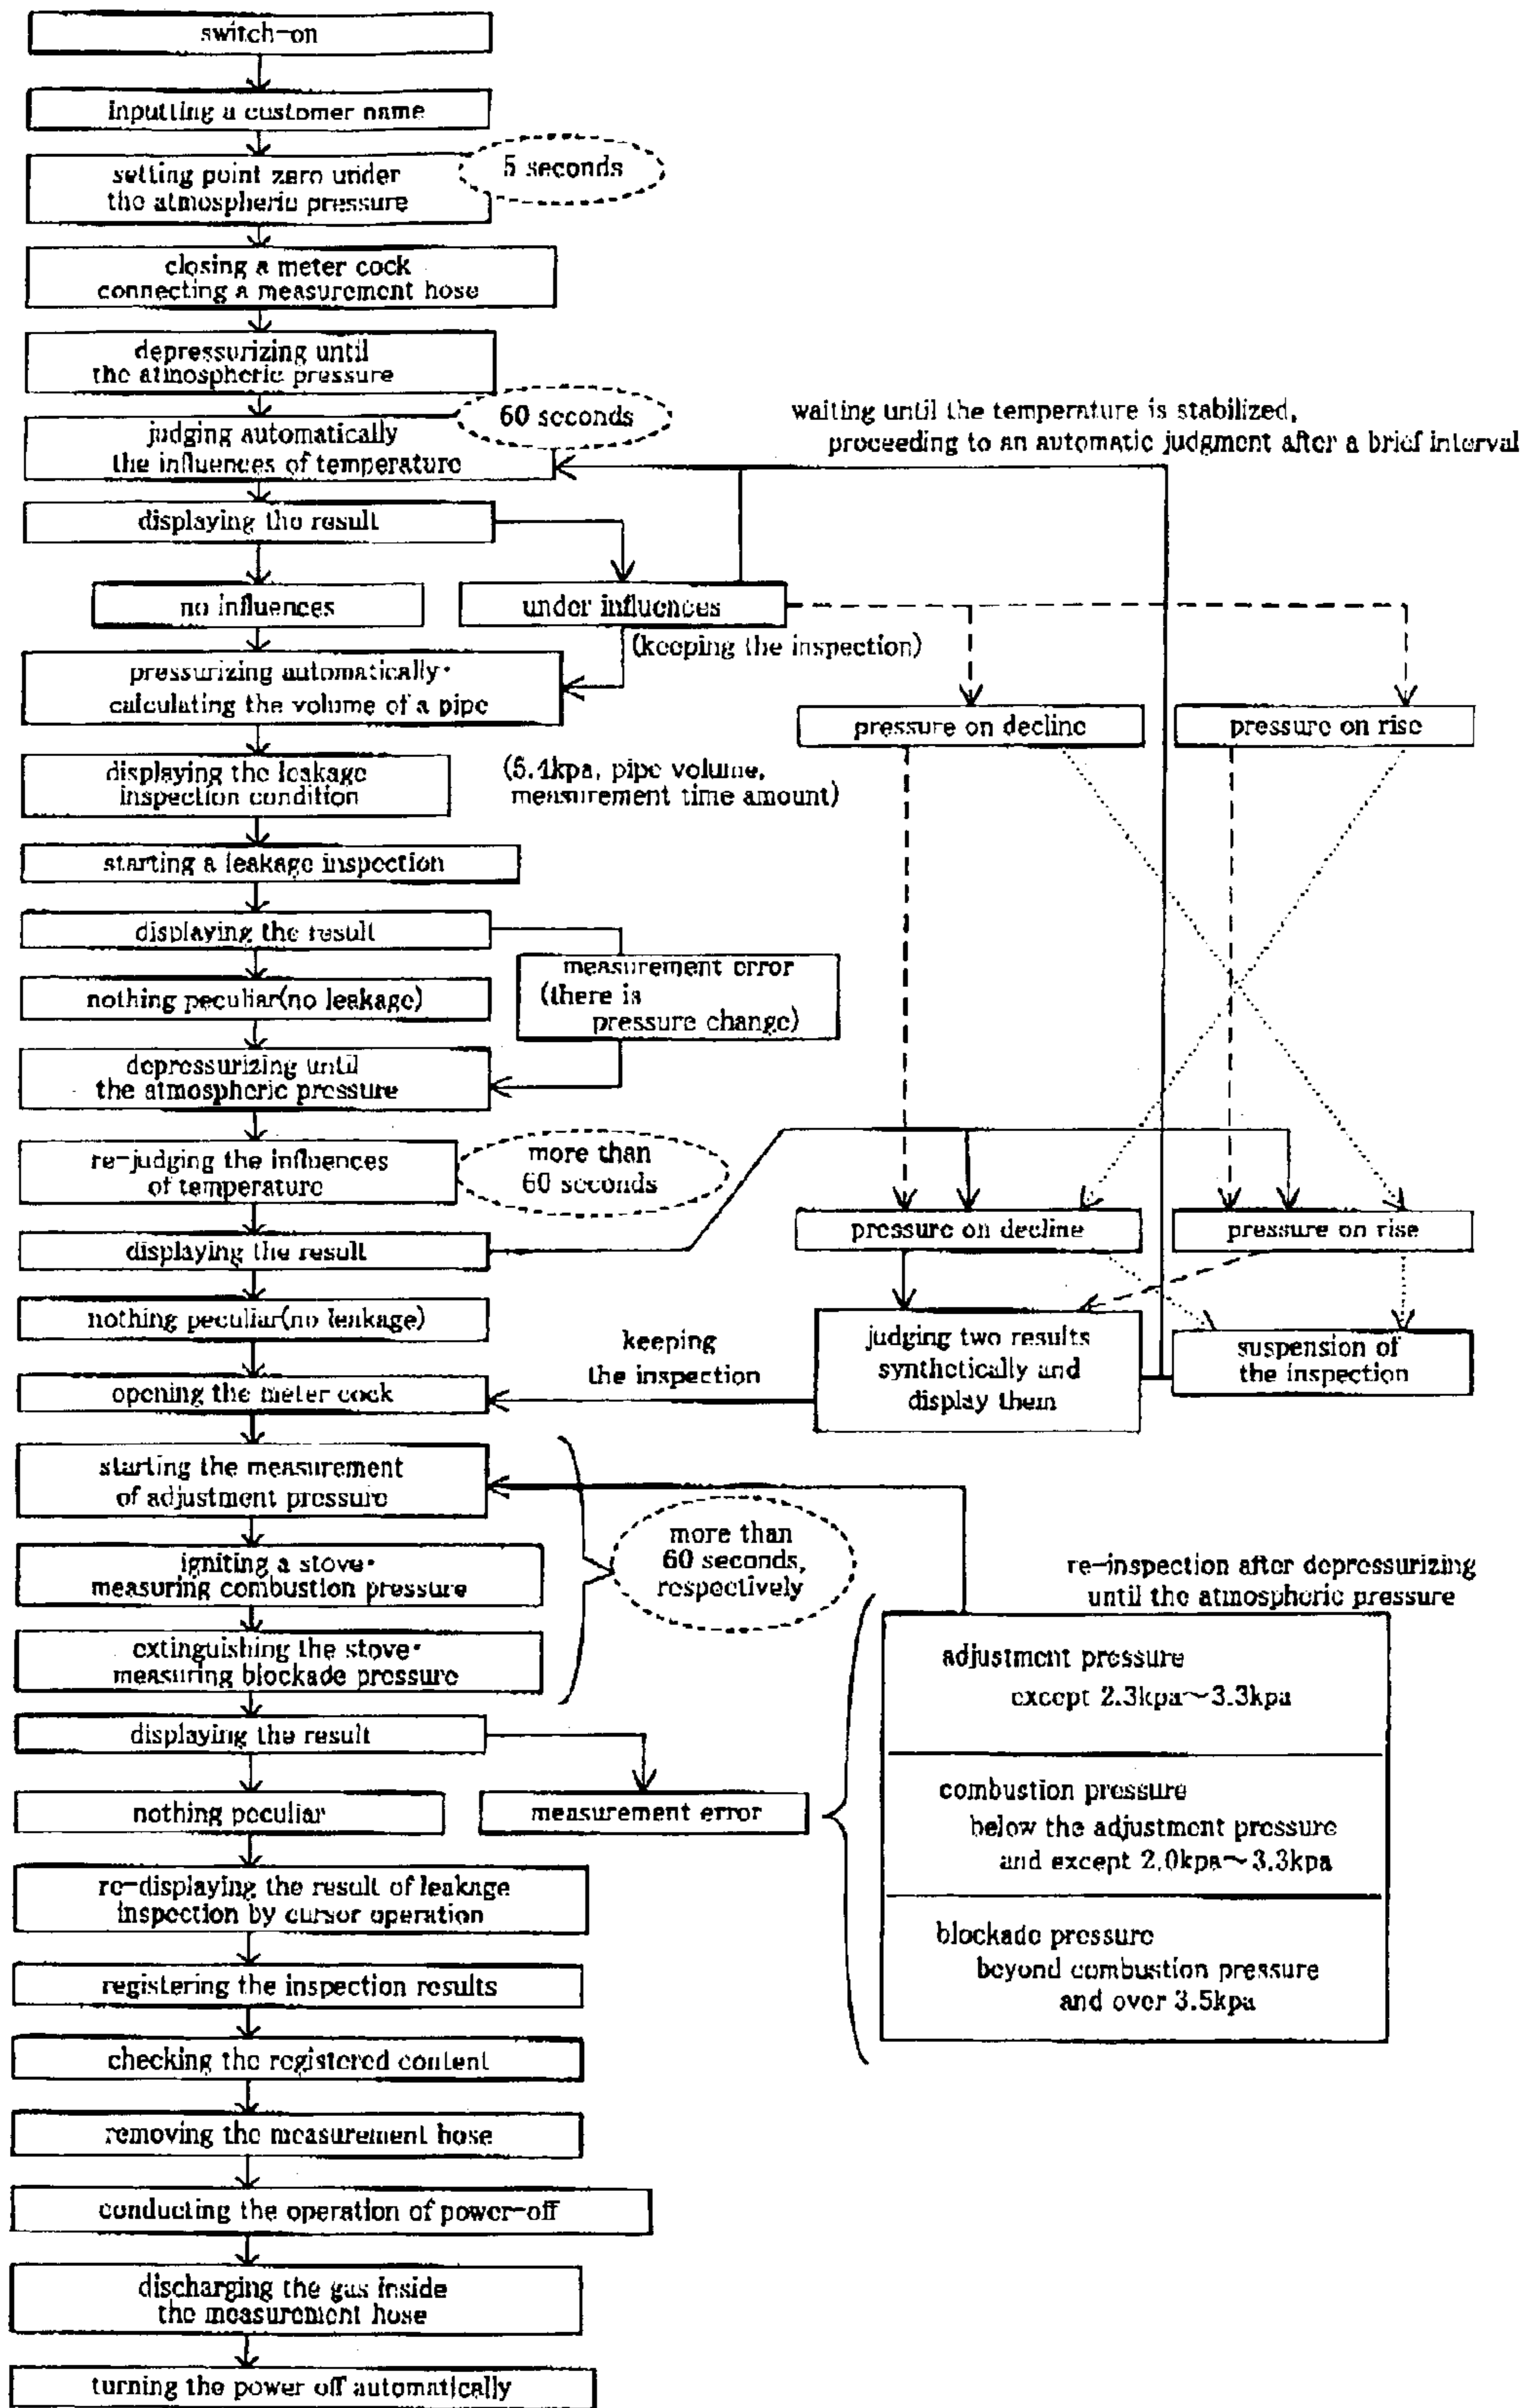 switch-on
inputting a customer name
setting point zero under
the atmospheric pressure
5 seconds
closing a meter cock
connecting a measurement hose
depressurizing until
the atmospheric pressure
60 seconds
judging automatically
the influences of temperature
waiting until the temperature is stabilized,
proceeding to an automatic judgment after a brief interval
displaying the result
no influences
under influences
(keeping the inspection)
pressurizing automatically·
calculating the volume of a pipe
pressure on decline
pressure on rise
displaying the leakage
inspection condition
kpa, pipe volume,
measurement time amount)
starting a leakage inspection
displaying the result
measurement error
(there is
pressure change)
nothing peculiar(no leakage)
depressurizing until
the atmospheric pressure
re-judging the influences
of temperature
more than
60 seconds
displaying the result
pressure on decline
pressure on rise
nothing peculiar(no leakage)
keeping
the inspection
judging two results
synthetically and
display them
suspension of
the inspection
opening the meter cock
starting the measurement
of adjustment pressure
more than
60 seconds,
respectively
igniting a stove·
measuring combustion pressure
extinguishing the stove·
measuring blockade pressure
re-inspection after depressurizing
until the atmospheric pressure
adjustment pressure
except 2.3kpa~3.3kpa
combustion pressure
below the adjustment pressure
and except 2.0kpa~3.3kpa
blockade pressure
beyond combustion pressure
and over 3.5kpa
displaying the result
nothing peculiar
measurement error
re-displaying the result of leakage
inspection by cursor operation
registering the inspection results
checking the registered content
removing the measurement hose
conducting the operation of power-off
discharging the gas inside
the measurement hose
turning the power off automatically